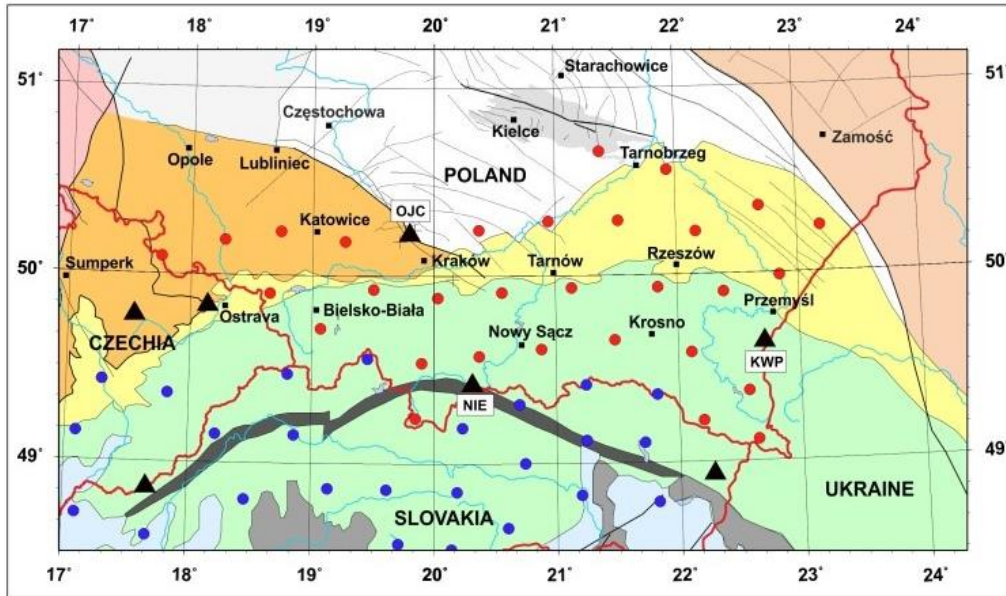 17° 18° 19° 20° 21° 22° 23° 24°
51° 51°
Starachowice
Częstochowa
Kielce
Zamość
Opole
Lubliniec
Tarnobrzeg
POLAND
OJC
Katowice
Sumperk
50° 50°
Kraków
Tarnów
Rzeszów
Ostrava
Bielsko-Biała
Przemyśl
CZECHIA
Nowy Sącz
Krosno
KWP
NIE
49° 49°
UKRAINE
SLOVAKIA
17 18° 19° 20° 21° 22° 23° 24°